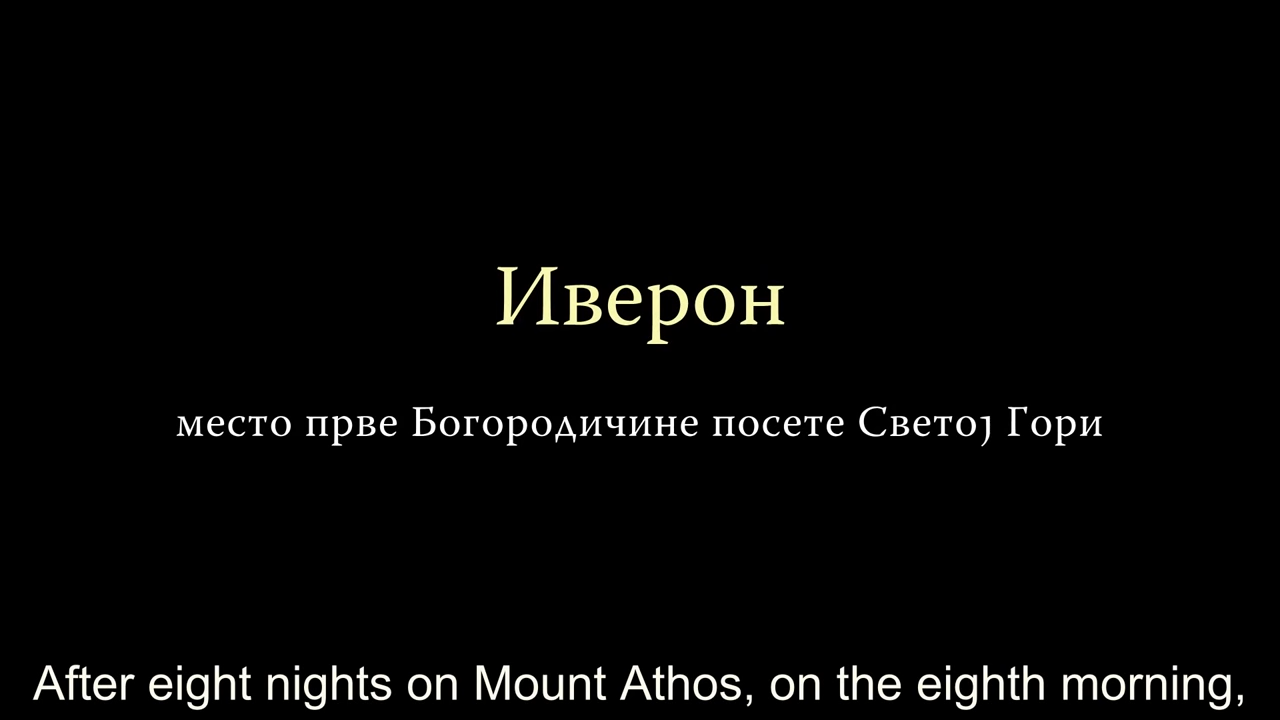 Иверон
место прве Богородичине посете Светој Гори
After eight nights on Mount Athos, on the eighth morning,